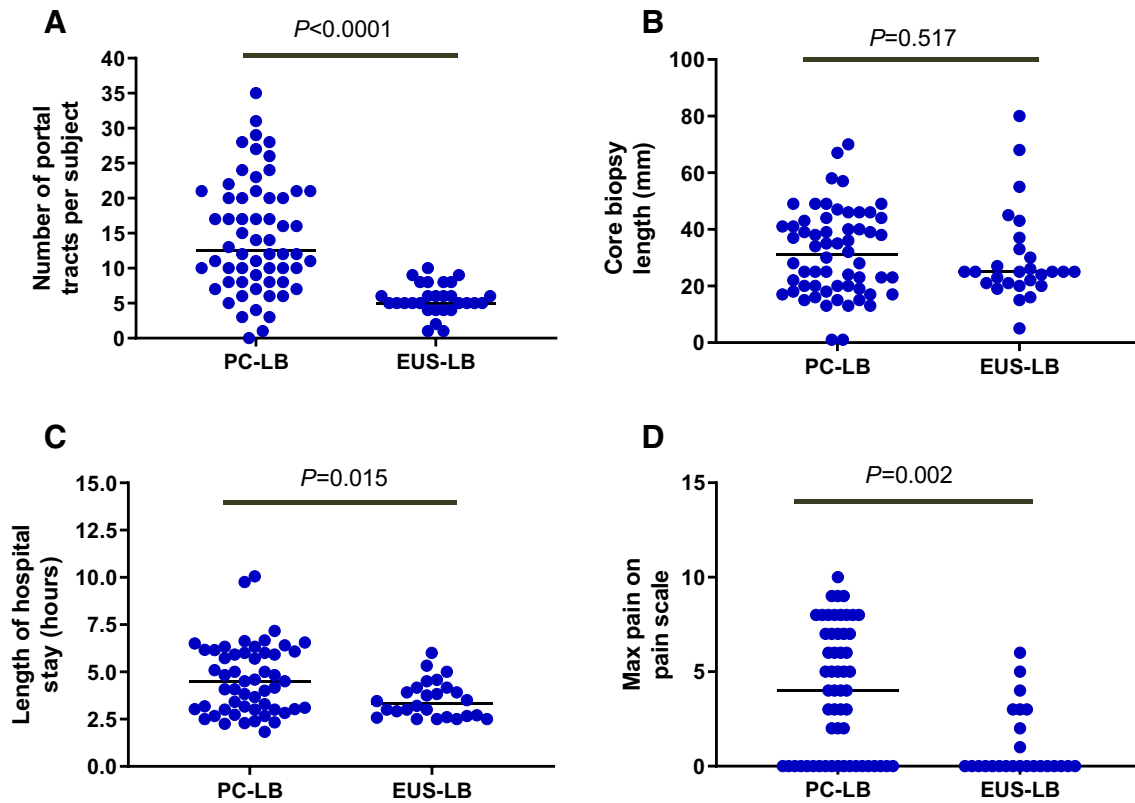 A
P<0.0001
Number of portal
tracts per subject
40
35
30
25
20
15
10
5
0
PC-LB
EUS-LB
B
P=0.517
Core biopsy
length (mm)
100
80
60
40
20
0
PC-LB
EUS-LB
C
P=0.015
Length of hospital
stay (hours)
15.0
12.5
10.0
7.5
5.0
2.5
0.0
PC-LB
EUS-LB
D
P=0.002
Max pain on
pain scale
15
10
5
0
PC-LB
EUS-LB